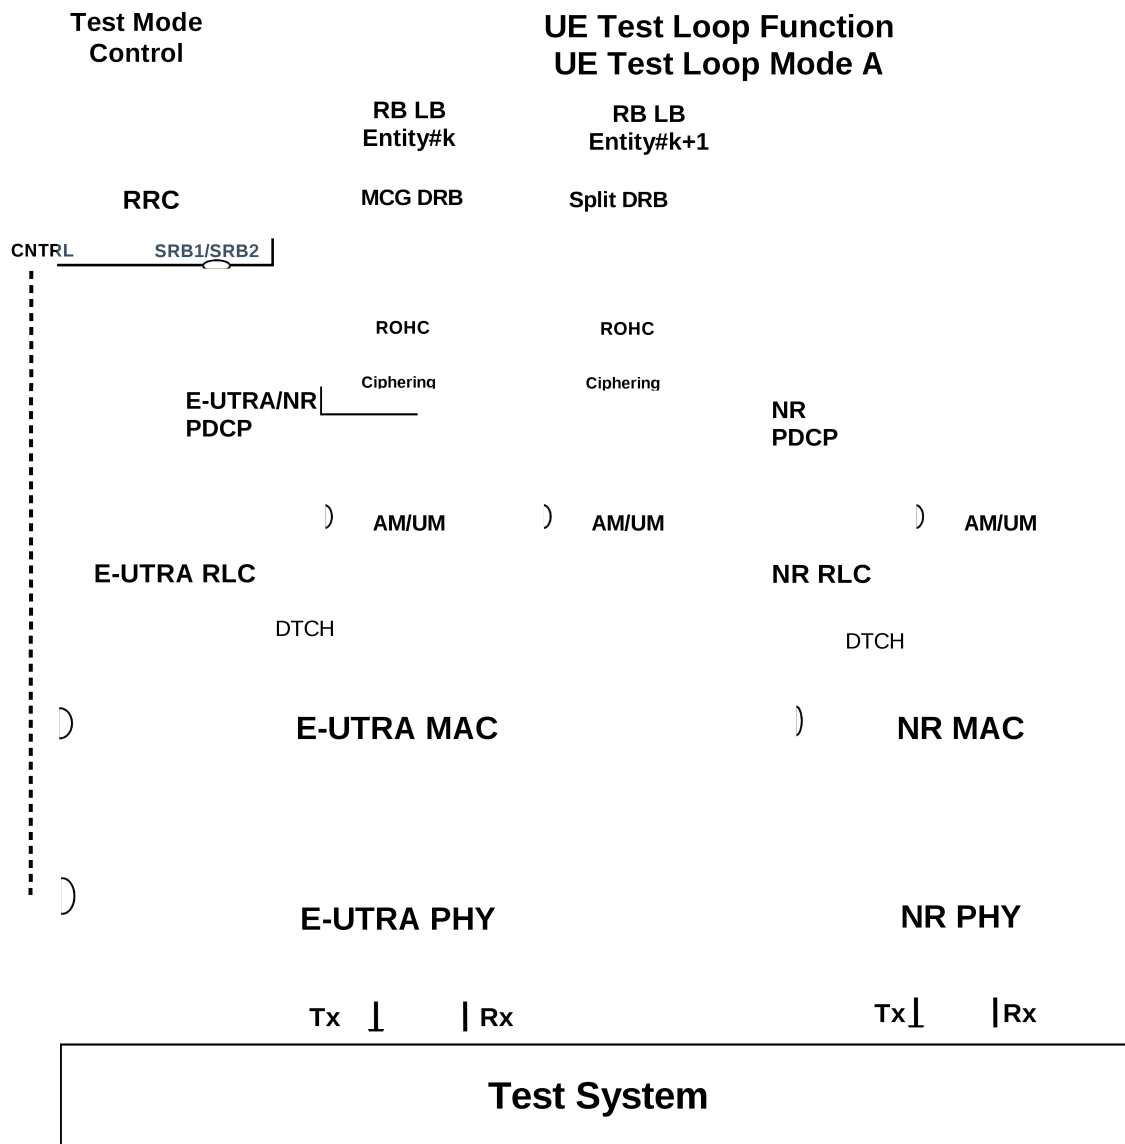 Test Mode
Control
UE Test Loop Function
UE Test Loop Mode A
RB LB
Entity#k
RB LB
Entity#k+1
RRC
MCG DRB
Split DRB
CNTRL
SRB1/SRB2
ROHC
ROHC
Ciphering
Ciphering
E-UTRA/NR
PDCP
NR
PDCP
AM/UM
AM/UM
AM/UM
E-UTRA RLC
NR RLC
DTCH
DTCH
E-UTRA MAC
NR MAC
E-UTRA PHY
NR PHY
Tx
Rx
Tx
Rx
Test System